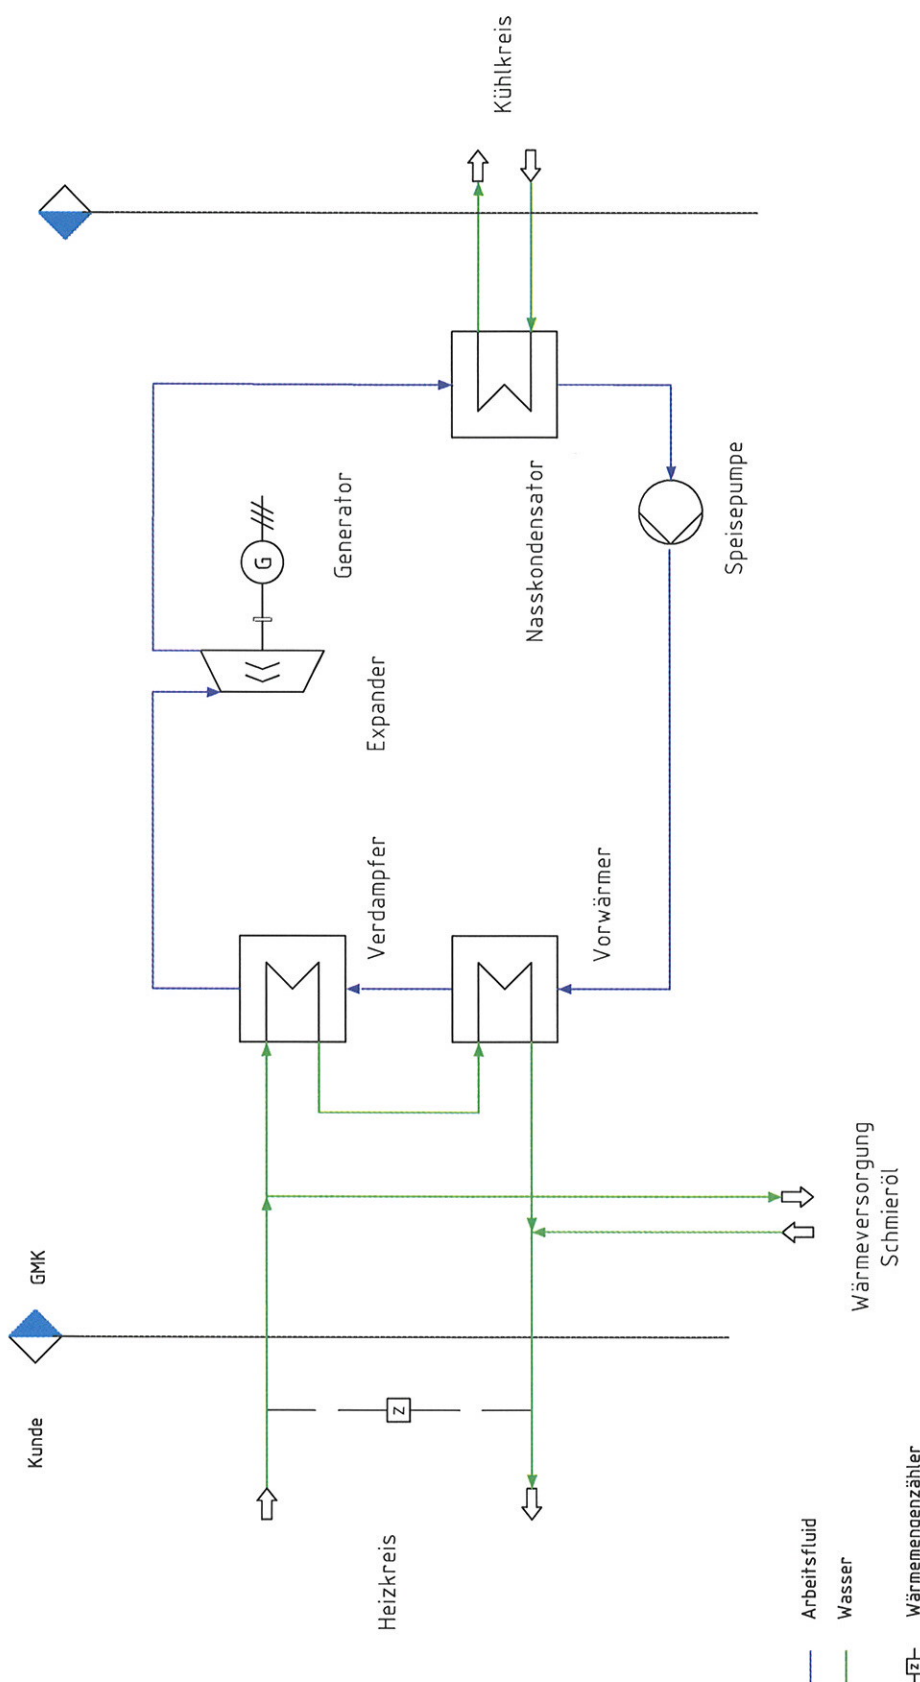 Kunde
GMK
Heizkreis
Z
Wärmeversorgung
Schmieröl
Verdampfer
Vorwärmer
Expander
G
Generator
Nasskondensator
Speisepumpe
Kühlkreis
Arbeitsfluid
Wasser
Z
Wärmemengenzähler